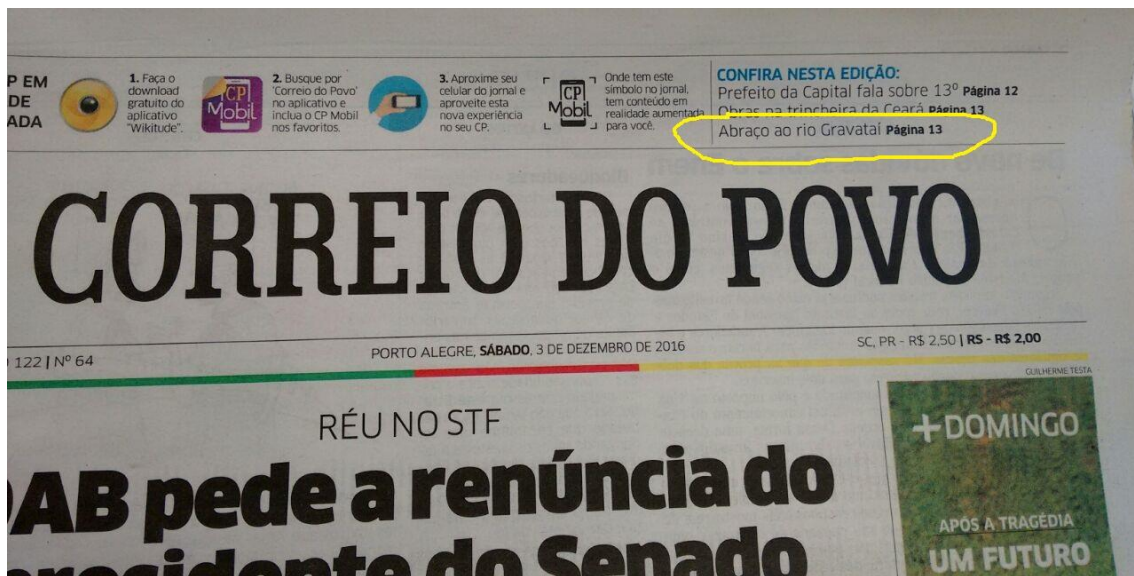 P EM
DE
ADA
1. Faça o
download
gratuito do
aplicativo
"Wikitude".
CP
Mobil
2. Busque por
'Correio do Povo'
no aplicativo e
inclua o CP Mobil
nos favoritos.
3. Aproxime seu
celular do jornal e
aproveite esta
nova experiência
no seu CP.
CP
Mobil
Onde tem este
símbolo no jornal,
tem conteúdo em
realidade aumentada
para você.
CONFIRA NESTA EDIÇÃO:
Prefeito da Capital fala sobre 13º Página 12
Obras na trincheira da Ceará Página 13
Abraço ao rio Gravataí Página 13
CORREIO DO POVO
122 | Nº 64
PORTO ALEGRE, SÁBADO, 3 DE DEZEMBRO DE 2016
SC, PR - R$ 2,50 | RS - R$ 2,00
GUILHERME TESTA
RÉU NO STF
OAB pede a renúncia do
presidente do Senado
+DOMINGO
APÓS A TRAGÉDIA
UM FUTURO